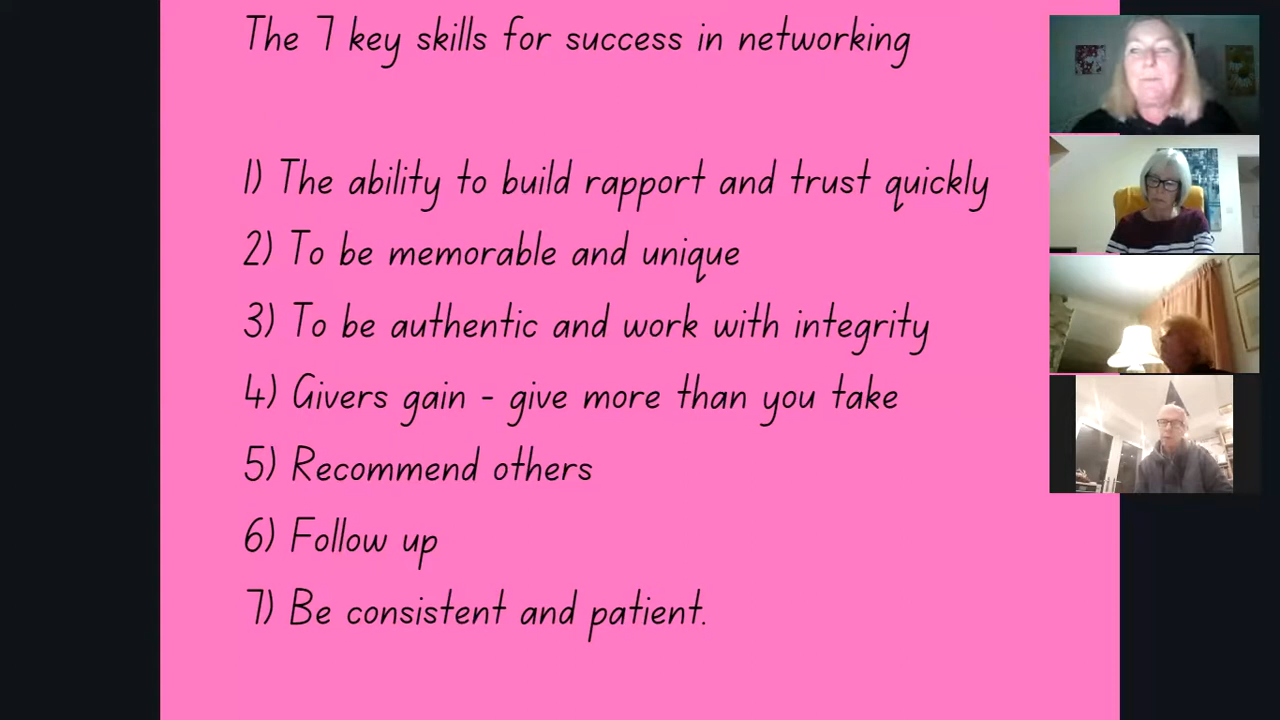 The 7 key skills for success in networking
1) The ability to build rapport and trust quickly
2) To be memorable and unique
3) To be authentic and work with integrity
4) Givers gain - give more than you take
5) Recommend others
6) Follow up
7) Be consistent and patient.